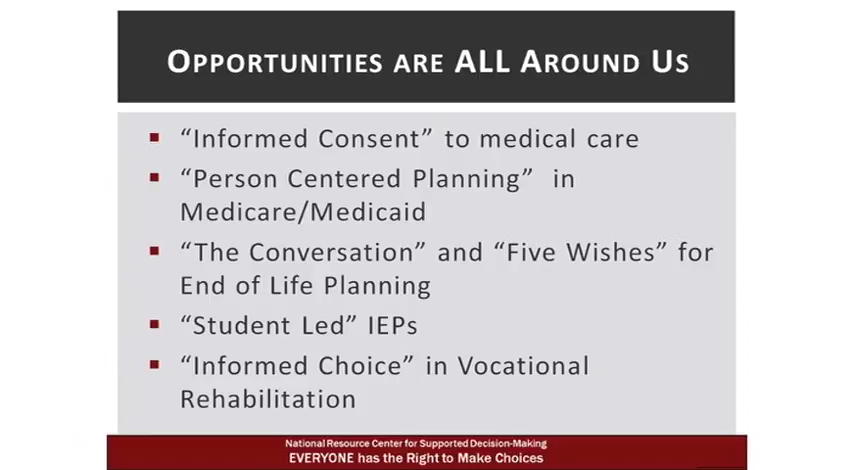 OPPORTUNITIES ARE ALL AROUND US
▪ “Informed Consent” to medical care
▪ “Person Centered Planning” in
Medicare/Medicaid
▪ “The Conversation” and “Five Wishes” for
End of Life Planning
▪ “Student Led” IEPs
▪ “Informed Choice” in Vocational
Rehabilitation
National Resource Center for Supported Decision-Making
EVERYONE has the Right to Make Choices